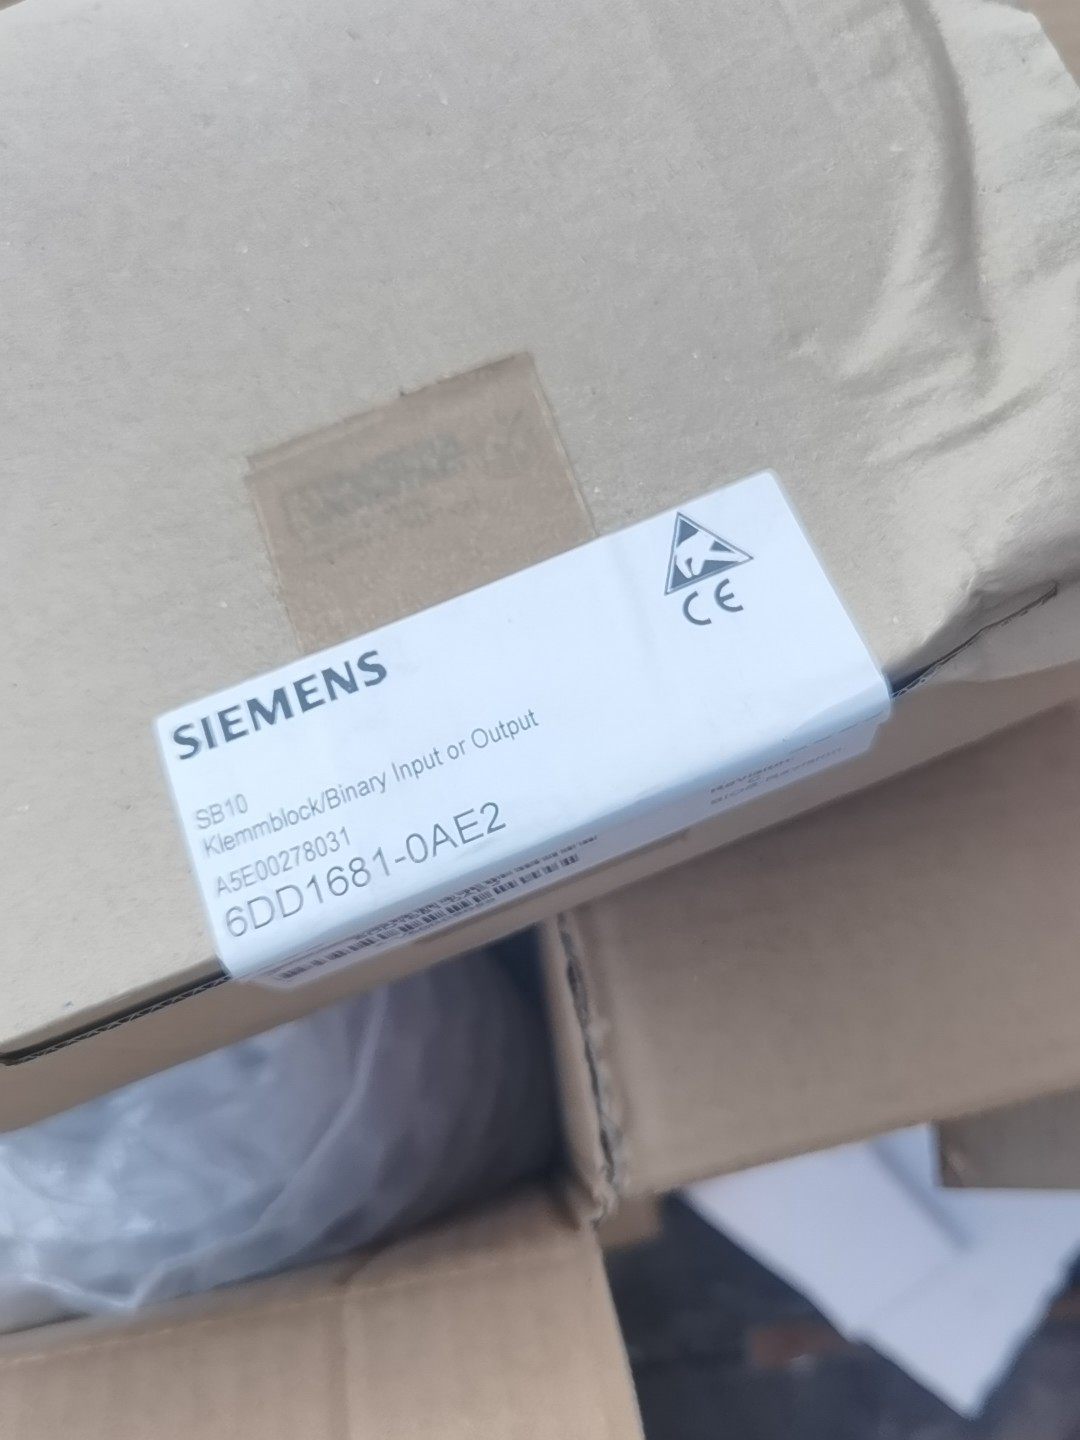 SIEMENS
CE
SB10
Klemmblock/Binary Input or Output
A5E00278031
6DD1681-0AE2